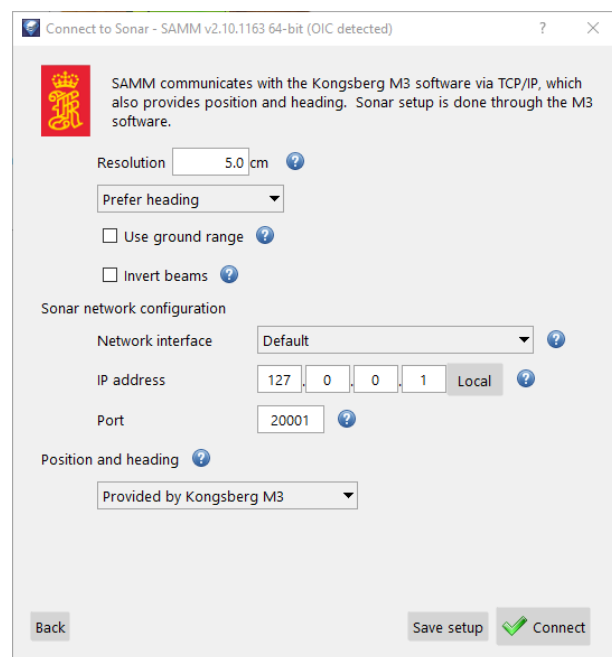 Connect to Sonar - SAMM v2.10.1163 64-bit (OIC detected)
SAMM communicates with the Kongsberg M3 software via TCP/IP, which
also provides position and heading. Sonar setup is done through the M3
software.
Resolution 5.0 cm
Prefer heading
Use ground range
Invert beams
Sonar network configuration
Network interface Default
IP address 127 . 0 . 0 . 1 Local
Port 20001
Position and heading
Provided by Kongsberg M3
Back Save setup Connect